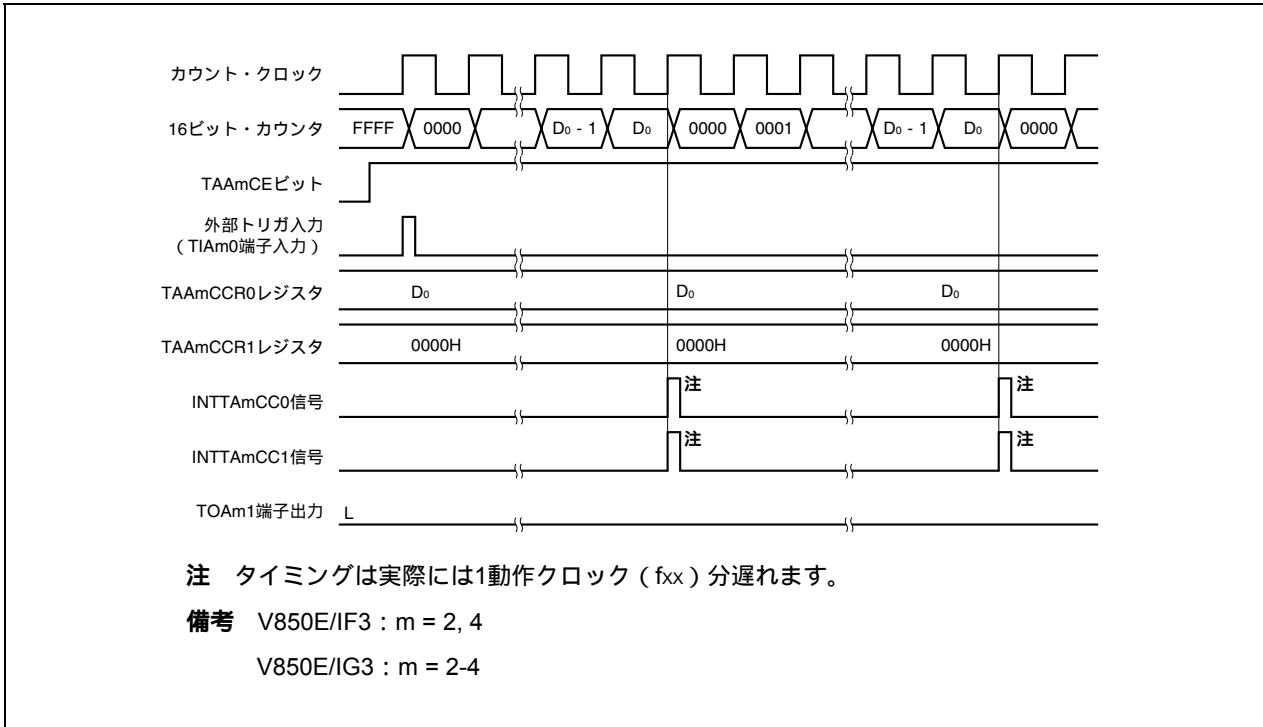 カウント・クロック
16ビット・カウンタ FFFF 0000 D0 - 1 D0 0000 0001 D0 - 1 D0 0000
TAAmCEビット
外部トリガ入力
（TIAm0端子入力）
TAAmCCR0レジスタ D0 D0 D0
TAAmCCR1レジスタ 0000H 0000H 0000H
INTTAmCC0信号 注 注
INTTAmCC1信号 注 注
TOAm1端子出力 L
注 タイミングは実際には1動作クロック（fxx）分遅れます。
備考 V850E/IF3：m = 2, 4
V850E/IG3：m = 2-4